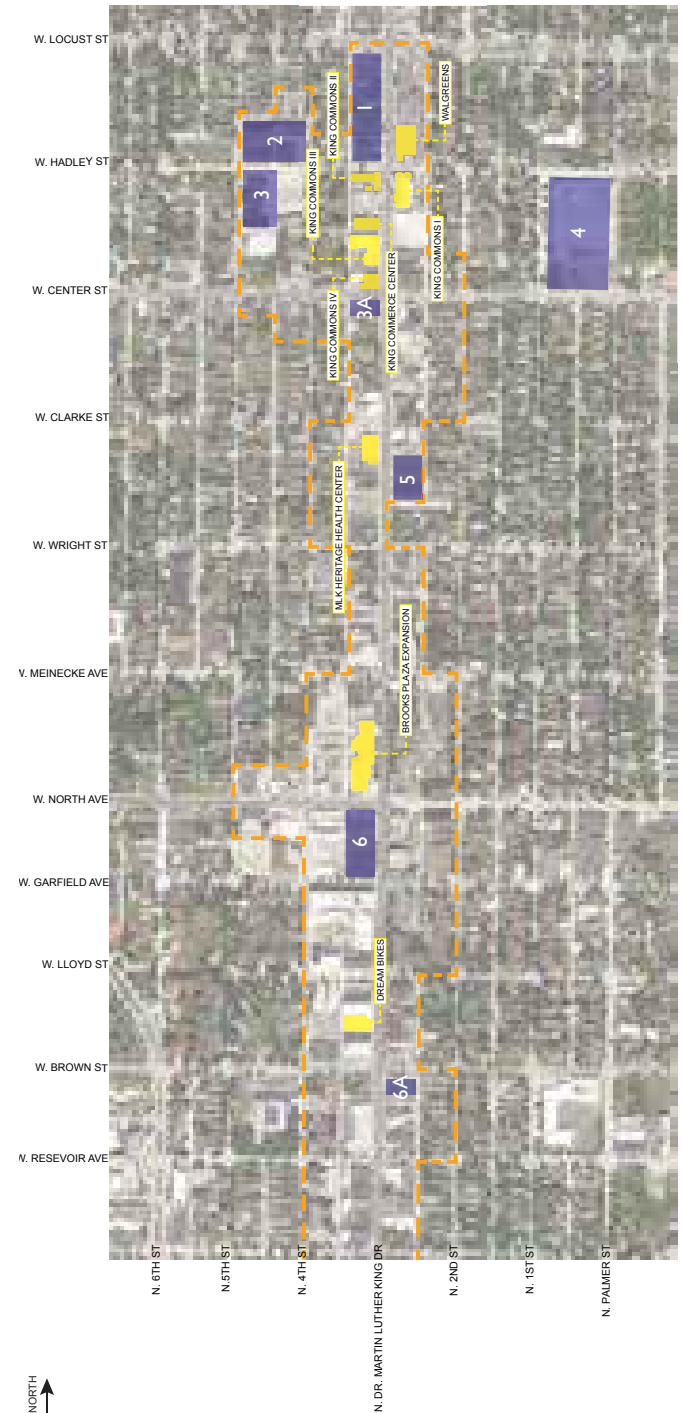 W. LOCUST ST
W. HADLEY ST
W. CENTER ST
W. CLARKE ST
W. WRIGHT ST
V. MEINECKE AVE
W. NORTH AVE
W. GARFIELD AVE
W. LLOYD ST
W. BROWN ST
W. RESEVOIR AVE
KING COMMONS II
1
WALGREENS
2
KING COMMONS III
3
KING COMMONS I
4
KING COMMERCE CENTER
KING COMMONS IV
3A
MLK HERITAGE HEALTH CENTER
5
BROOKS PLAZA EXPANSION
6
DREAM BIKES
6A
N. 6TH ST
N.5TH ST
N. 4TH ST
N. DR. MARTIN LUTHER KING DR
N. 2ND ST
N. 1ST ST
N. PALMER ST
NORTH